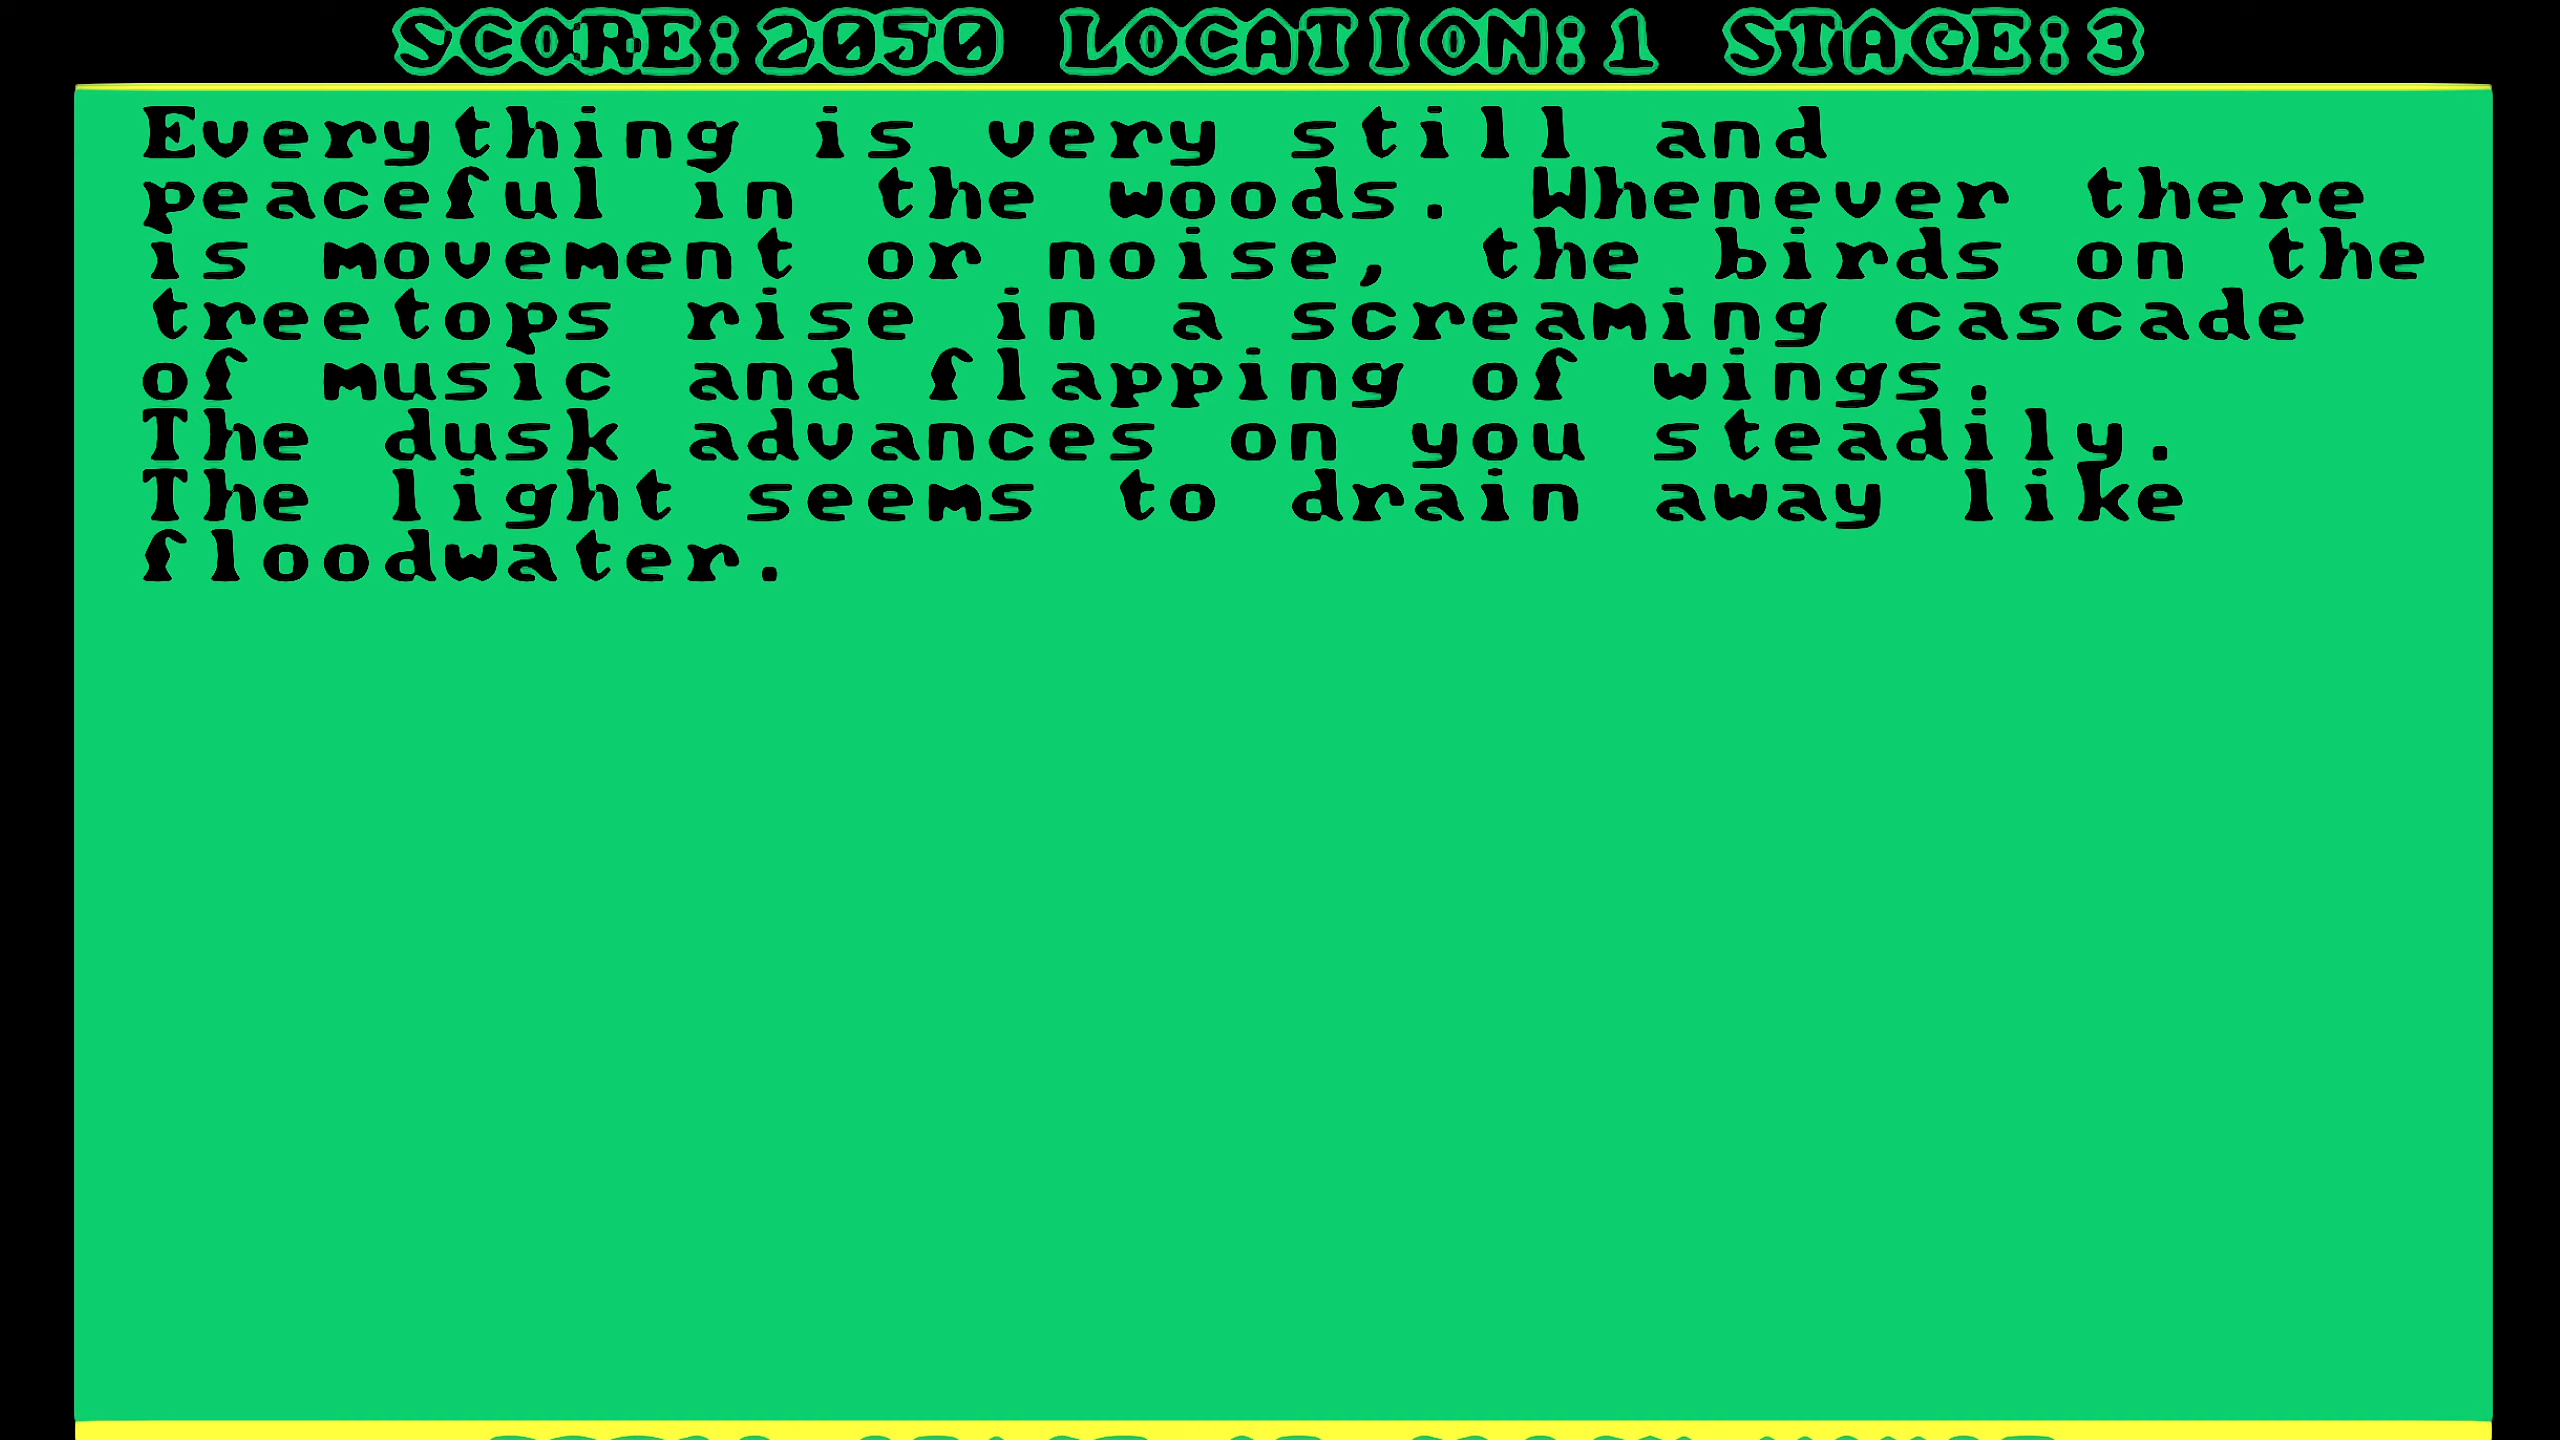 SCORE:2050 LOCATION:1 STAGE:3
Everything is very still and
peaceful in the woods. Whenever there
is movement or noise, the birds on the
treetops rise in a screaming cascade
of music and flapping of wings.
The dusk advances on you steadily.
The light seems to drain away like
floodwater.